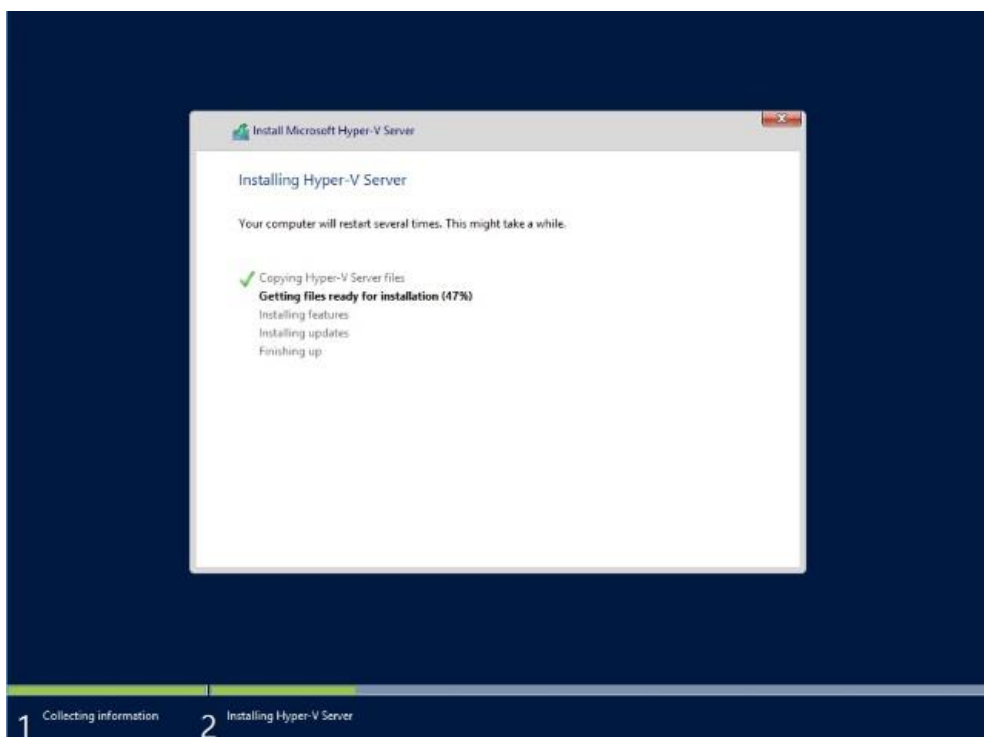 Install Microsoft Hyper-V Server
Installing Hyper-V Server
Your computer will restart several times. This might take a while.
Copying Hyper-V Server files
Getting files ready for installation (47%)
Installing features
Installing updates
Finishing up
1 Collecting information
2 Installing Hyper-V Server